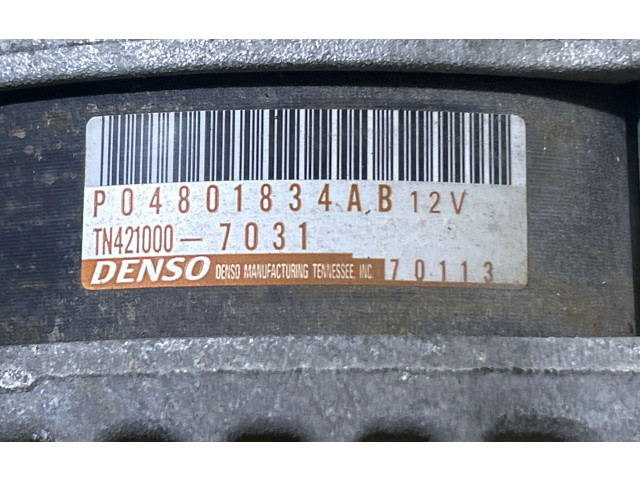 P04801834AB 12V
TN421000-7031
DENSO DENSO MANUFACTURING TENNESSEE, INC. 70113